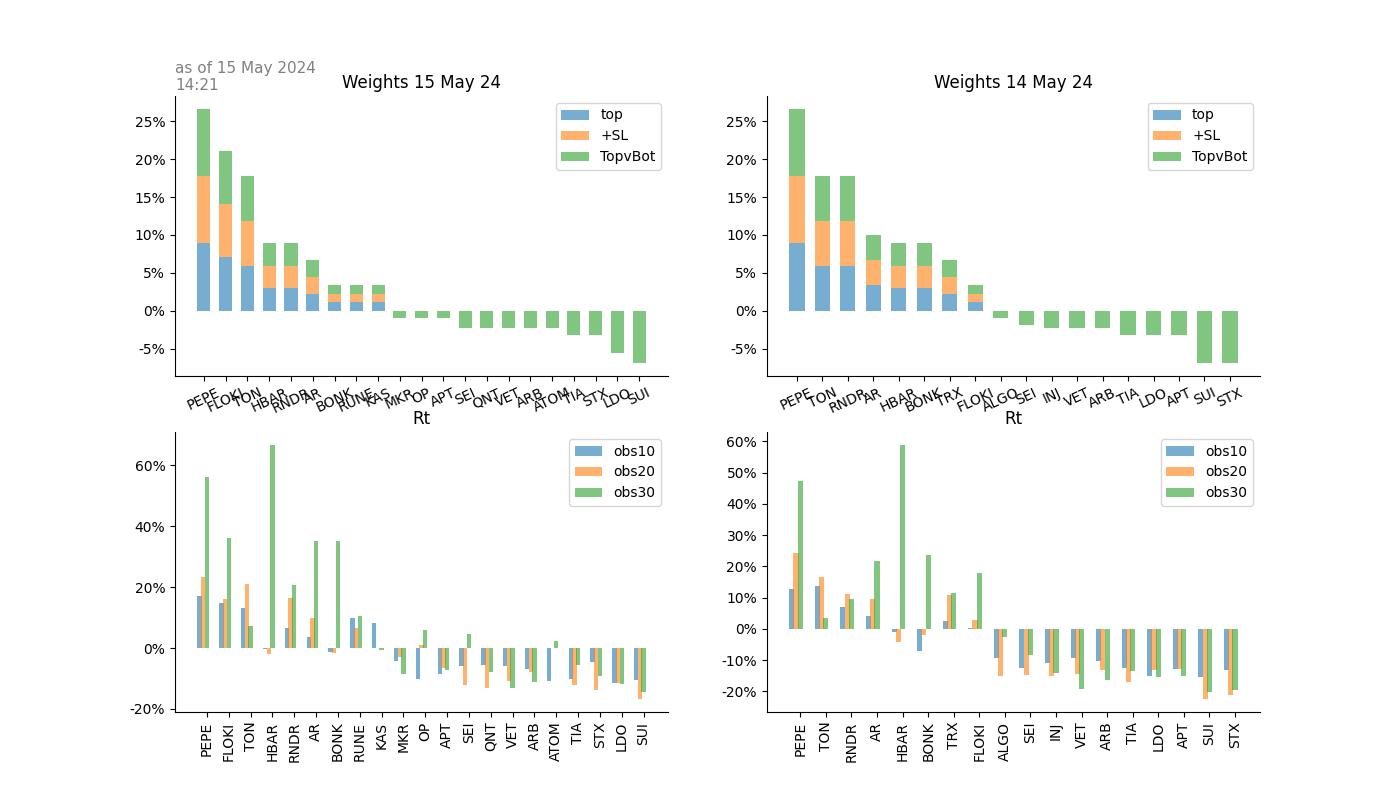 as of 15 May 2024
14:21
Weights 15 May 24
25%
20%
15%
10%
5%
0%
-5%
top
+SL
TopvBot
PEPE FLOKI TON HBAR RNDR AR BONK RUNE KAS MKR OP APT SEI QNT VET ARB ATOM TIA STX LDO SUI
Weights 14 May 24
25%
20%
15%
10%
5%
0%
-5%
top
+SL
TopvBot
PEPE TON RNDR AR HBAR BONK TRX FLOKI ALGO SEI INJ VET ARB TIA LDO APT SUI STX
Rt
60%
40%
20%
0%
-20%
obs10
obs20
obs30
PEPE FLOKI TON HBAR RNDR AR BONK RUNE KAS MKR OP APT SEI QNT VET ARB ATOM TIA STX LDO SUI
Rt
60%
50%
40%
30%
20%
10%
0%
-10%
-20%
obs10
obs20
obs30
PEPE TON RNDR AR HBAR BONK TRX FLOKI ALGO SEI INJ VET ARB TIA LDO APT SUI STX